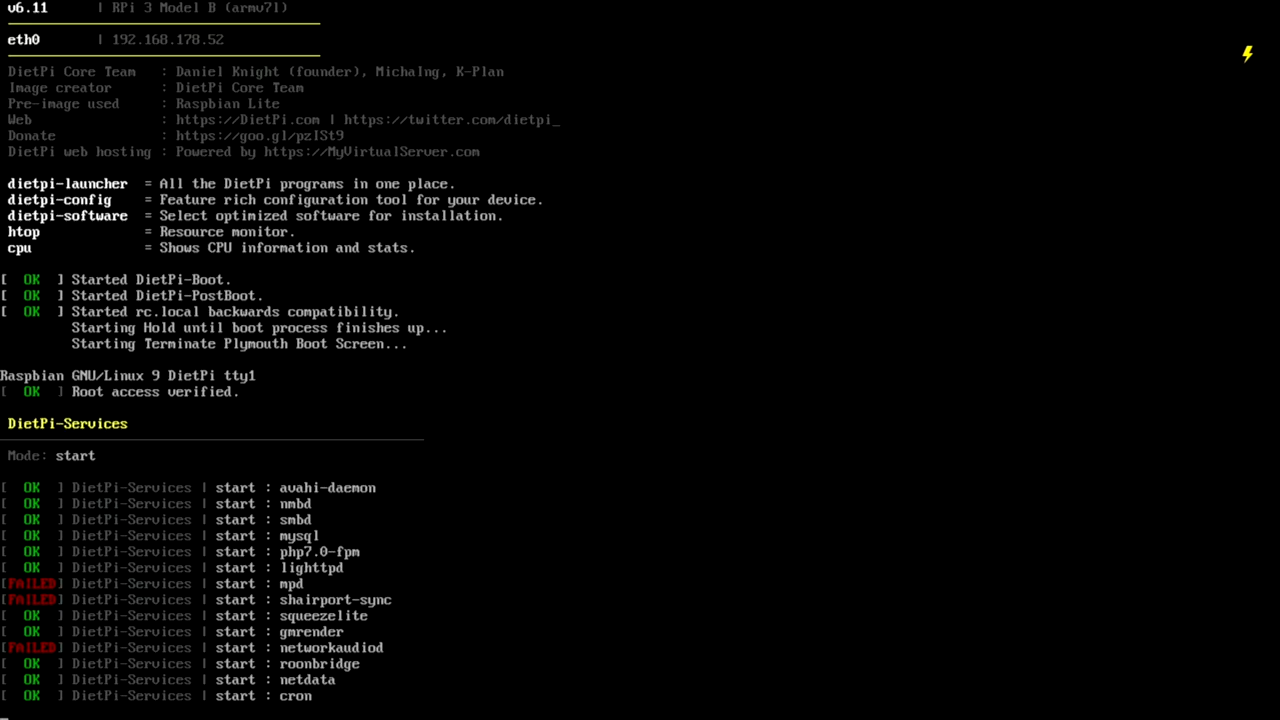 v6.11 | RPi 3 Model B (armv7l)
eth0 | 192.168.178.52
DietPi Core Team : Daniel Knight (founder), MichaIng, K-Plan
Image creator : DietPi Core Team
Pre-image used : Raspbian Lite
Web : https://DietPi.com | https://twitter.com/dietpi_
Donate : https://goo.gl/pzISt9
DietPi web hosting : Powered by https://MyVirtualServer.com
dietpi-launcher = All the DietPi programs in one place.
dietpi-config = Feature rich configuration tool for your device.
dietpi-software = Select optimized software for installation.
htop = Resource monitor.
cpu = Shows CPU information and stats.
[ OK ] Started DietPi-Boot.
[ OK ] Started DietPi-PostBoot.
[ OK ] Started rc.local backwards compatibility.
Starting Hold until boot process finishes up...
Starting Terminate Plymouth Boot Screen...
Raspbian GNU/Linux 9 DietPi tty1
[ OK ] Root access verified.
DietPi-Services
Mode: start
[ OK ] DietPi-Services | start : avahi-daemon
[ OK ] DietPi-Services | start : nmbd
[ OK ] DietPi-Services | start : smbd
[ OK ] DietPi-Services | start : mysql
[ OK ] DietPi-Services | start : php7.0-fpm
[ OK ] DietPi-Services | start : lighttpd
[FAILED] DietPi-Services | start : mpd
[FAILED] DietPi-Services | start : shairport-sync
[ OK ] DietPi-Services | start : squeezelite
[ OK ] DietPi-Services | start : gmrender
[FAILED] DietPi-Services | start : networkaudiod
[ OK ] DietPi-Services | start : roonbridge
[ OK ] DietPi-Services | start : netdata
[ OK ] DietPi-Services | start : cron